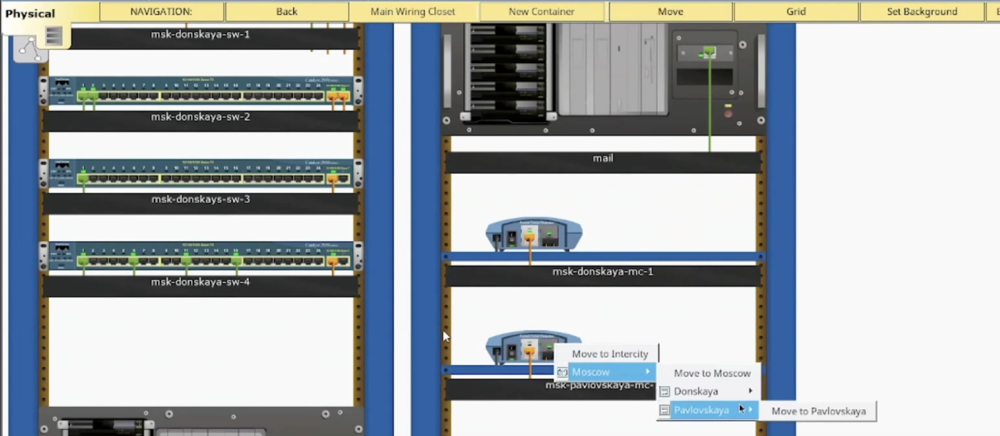 Physical
NAVIGATION:
Back
Main Wiring Closet
New Container
Move
Grid
Set Background
msk-donskaya-sw-1
msk-donskaya-sw-2
msk-donskays-sw-3
msk-donskaya-sw-4
mail
msk-donskaya-mc-1
msk-pavlovskaya-mc-
Move to Intercity
Moscow
Move to Moscow
Donskaya
Pavlovskaya
Move to Pavlovskaya